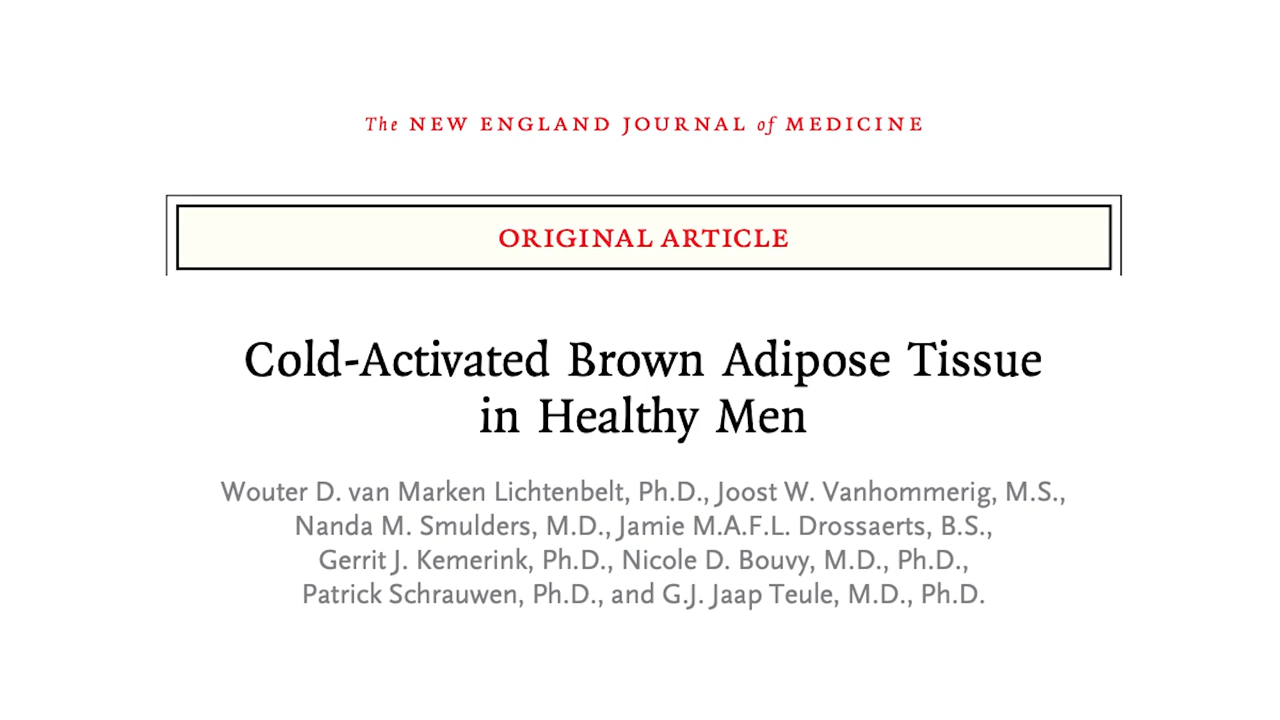 The NEW ENGLAND JOURNAL of MEDICINE
ORIGINAL ARTICLE
Cold-Activated Brown Adipose Tissue
in Healthy Men
Wouter D. van Marken Lichtenbelt, Ph.D., Joost W. Vanhommerig, M.S.,
Nanda M. Smulders, M.D., Jamie M.A.F.L. Drossaerts, B.S.,
Gerrit J. Kemerink, Ph.D., Nicole D. Bouvy, M.D., Ph.D.,
Patrick Schrauwen, Ph.D., and G.J. Jaap Teule, M.D., Ph.D.